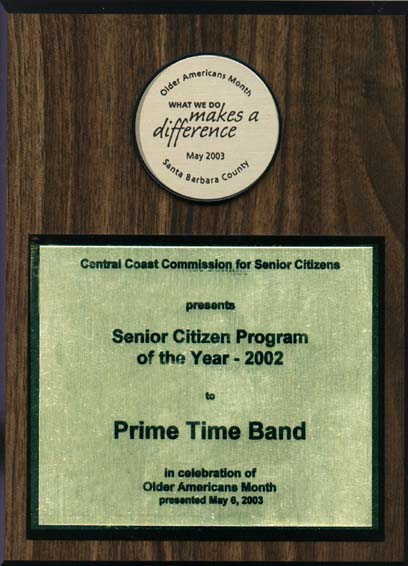 Older Americans Month
WHAT WE DO
makes a
difference
May 2003
Santa Barbara County
Central Coast Commission for Senior Citizens
presents
Senior Citizen Program
of the Year - 2002
to
Prime Time Band
in celebration of
Older Americans Month
presented May 6, 2003